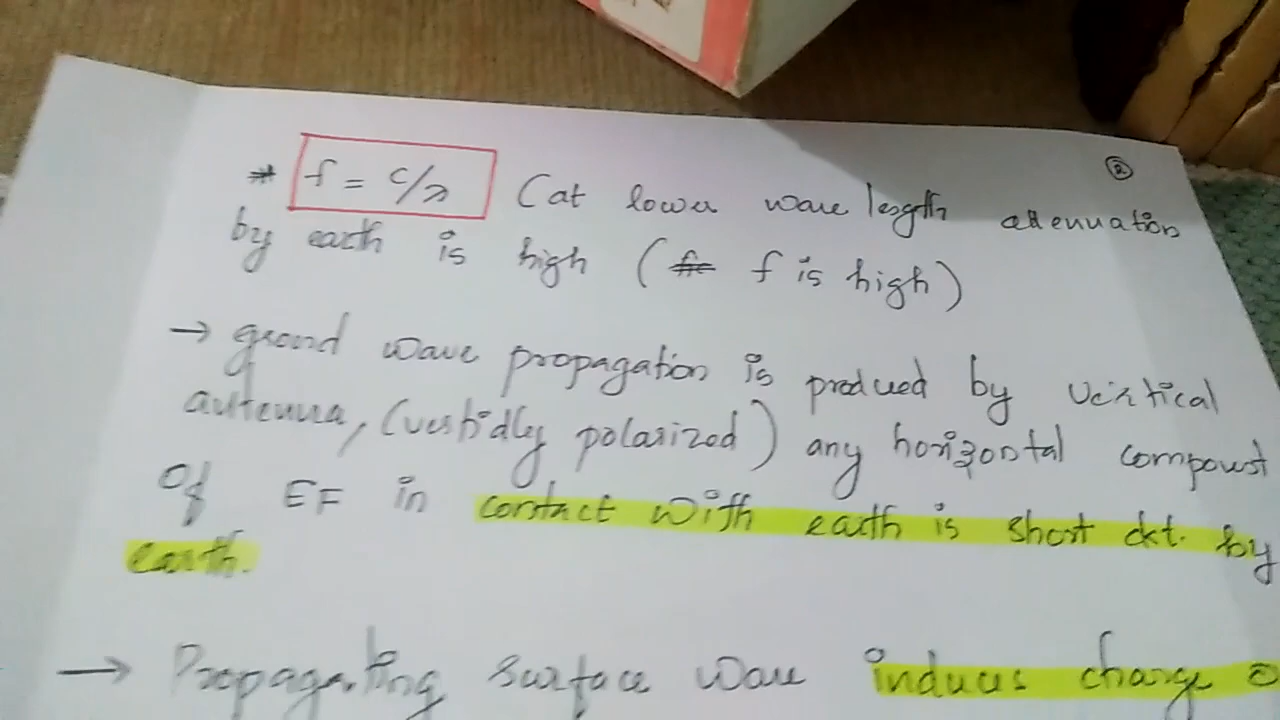 ②
* f = c/λ (at lower wave length attenuation
by earth is high ( f is high)
→ ground wave propagation is produced by vertical
antenna, (vertically polarized) any horizontal component
of EF in contact with earth is short ckt. by
earth.
→ Propagating surface wave induces charge